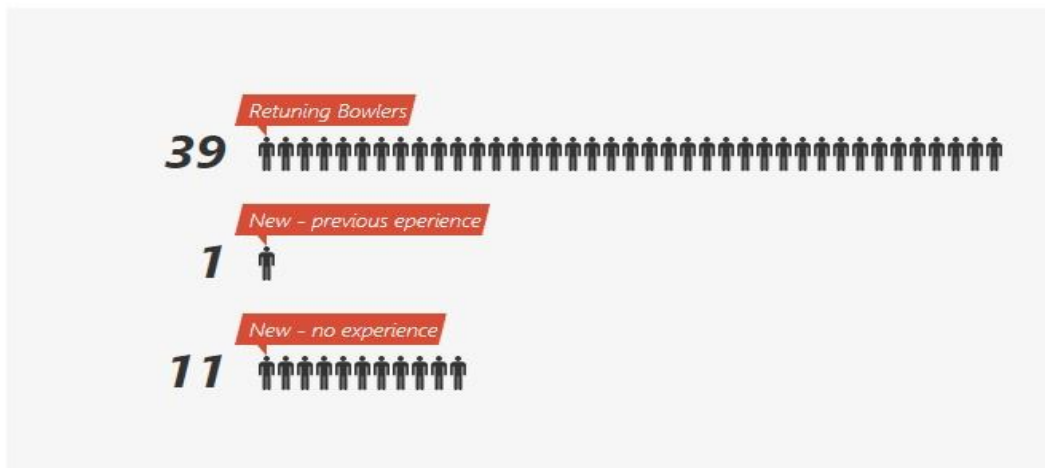 Retuning Bowlers
39
New - previous eperience
1
New - no experience
11